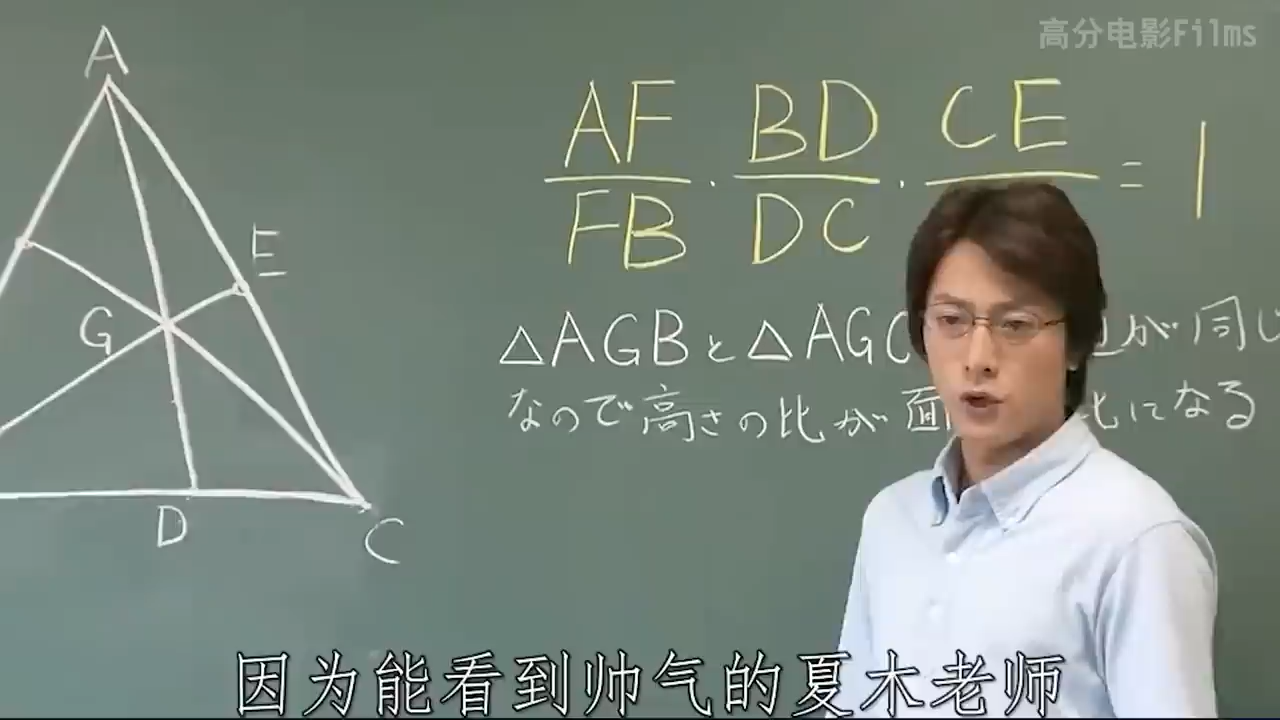 高分电影Films
A
AF/FB · BD/DC · CE = 1
E
G
△AGBと△AGC が同じ
なので高さの比が面 比になる
D
C
因为能看到帅气的夏木老师